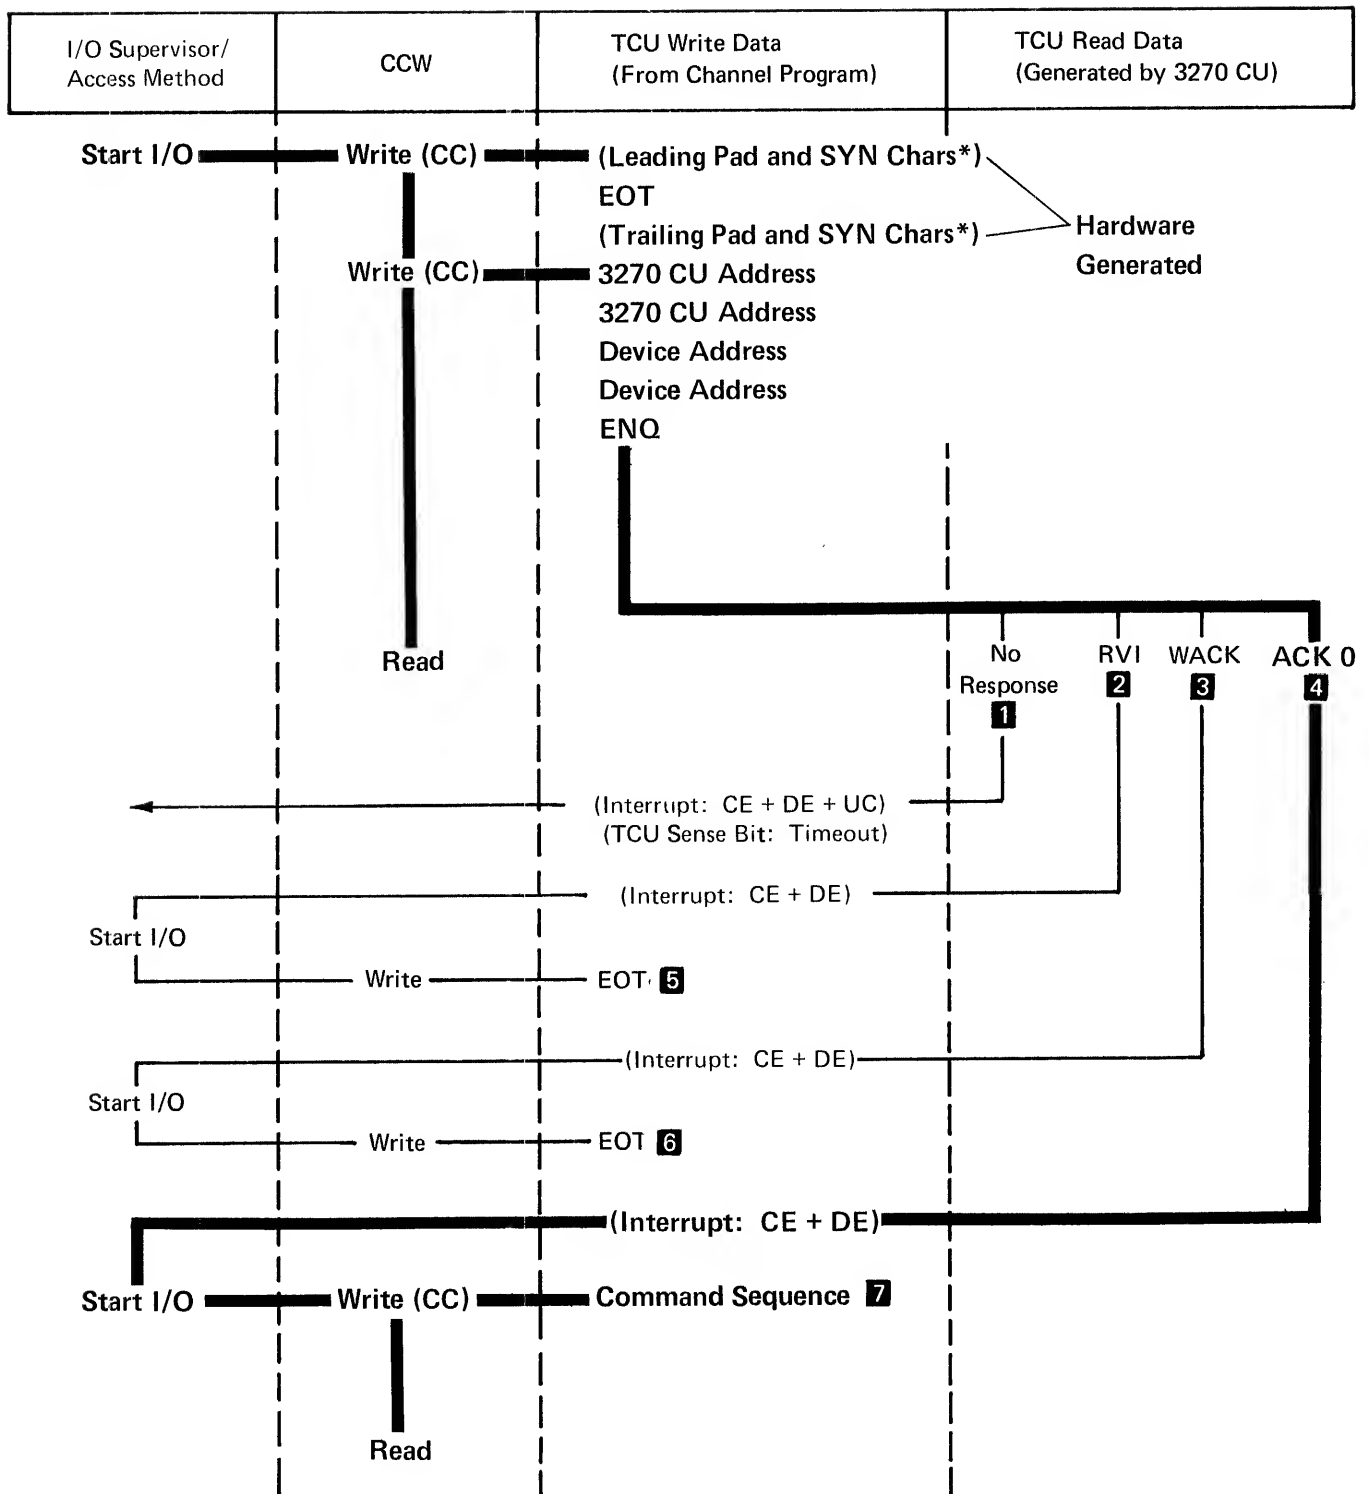 I/O Supervisor/
Access Method
CCW
TCU Write Data
(From Channel Program)
TCU Read Data
(Generated by 3270 CU)
Start I/O
Write (CC)
(Leading Pad and SYN Chars*)
EOT
(Trailing Pad and SYN Chars*)
Hardware
Generated
Write (CC)
3270 CU Address
3270 CU Address
Device Address
Device Address
ENQ
Read
No
Response
1
RVI
2
WACK
3
ACK 0
4
(Interrupt: CE + DE + UC)
(TCU Sense Bit: Timeout)
(Interrupt: CE + DE)
Start I/O
Write
EOT 5
(Interrupt: CE + DE)
Start I/O
Write
EOT 6
(Interrupt: CE + DE)
Start I/O
Write (CC)
Command Sequence 7
Read